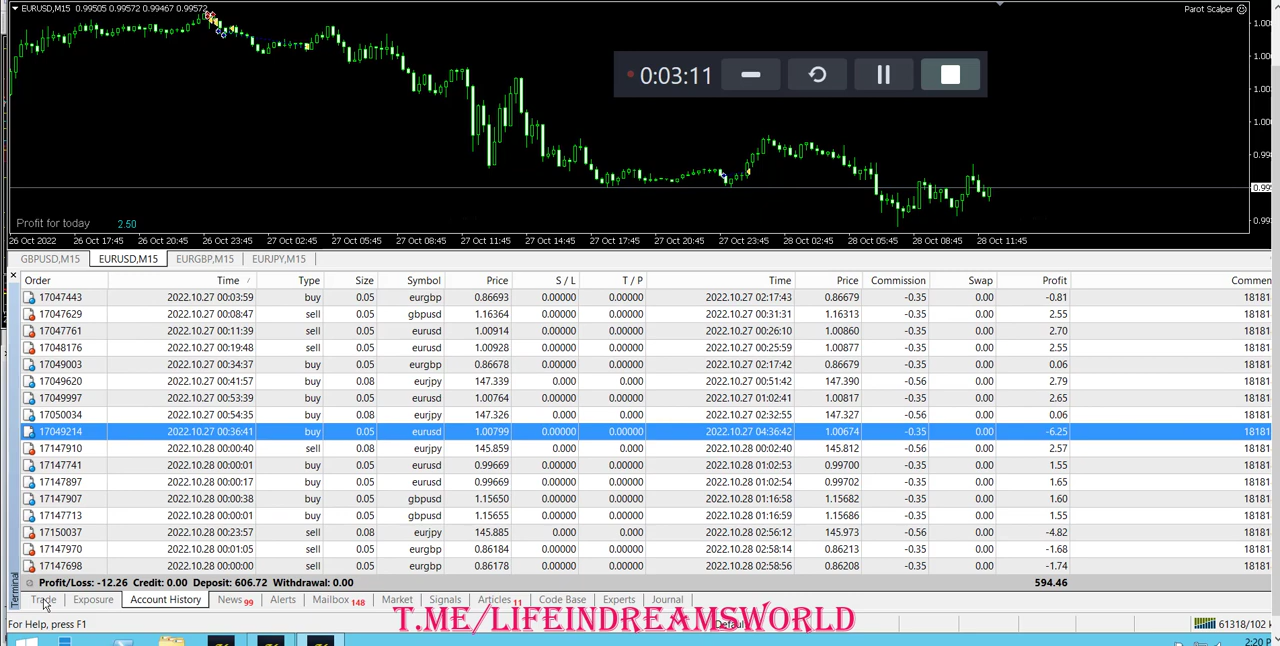 EURUSD,M15 0.99505 0.99572 0.99467 0.99572
Parot Scalper
0:03:11
Profit for today 2.50
26 Oct 2022 26 Oct 17:45 26 Oct 20:45 26 Oct 23:45 27 Oct 02:45 27 Oct 05:45 27 Oct 08:45 27 Oct 11:45 27 Oct 14:45 27 Oct 17:45 27 Oct 20:45 27 Oct 23:45 28 Oct 02:45 28 Oct 05:45 28 Oct 08:45 28 Oct 11:45
GBPUSD,M15 EURUSD,M15 EURGBP,M15 EURJPY,M15
Order Time Type Size Symbol Price S / L T / P Time Price Commission Swap Profit Commen
17047443 2022.10.27 00:03:59 buy 0.05 eurgbp 0.86693 0.00000 0.00000 2022.10.27 02:17:43 0.86679 -0.35 0.00 -0.81 18181
17047629 2022.10.27 00:08:47 sell 0.05 gbpusd 1.16364 0.00000 0.00000 2022.10.27 00:31:31 1.16313 -0.35 0.00 2.55 18181
17047761 2022.10.27 00:11:39 sell 0.05 eurusd 1.00914 0.00000 0.00000 2022.10.27 00:26:10 1.00860 -0.35 0.00 2.70 18181
17048176 2022.10.27 00:19:48 sell 0.05 eurusd 1.00928 0.00000 0.00000 2022.10.27 00:25:59 1.00877 -0.35 0.00 2.55 18181
17049003 2022.10.27 00:34:37 buy 0.05 eurgbp 0.86678 0.00000 0.00000 2022.10.27 02:17:42 0.86679 -0.35 0.00 0.06 18181
17049620 2022.10.27 00:41:57 buy 0.08 eurjpy 147.339 0.000 0.000 2022.10.27 00:51:42 147.390 -0.56 0.00 2.79 18181
17049997 2022.10.27 00:53:39 buy 0.05 eurusd 1.00764 0.00000 0.00000 2022.10.27 01:02:41 1.00817 -0.35 0.00 2.65 18181
17050034 2022.10.27 00:54:35 buy 0.08 eurjpy 147.326 0.000 0.000 2022.10.27 02:32:55 147.327 -0.56 0.00 0.06 18181
17049214 2022.10.27 00:36:41 buy 0.05 eurusd 1.00799 0.00000 0.00000 2022.10.27 04:36:42 1.00674 -0.35 0.00 -6.25 18181
17147910 2022.10.28 00:00:40 sell 0.08 eurjpy 145.859 0.000 0.000 2022.10.28 00:02:40 145.812 -0.56 0.00 2.57 18181
17147741 2022.10.28 00:00:01 buy 0.05 eurusd 0.99669 0.00000 0.00000 2022.10.28 01:02:53 0.99700 -0.35 0.00 1.55 18181
17147897 2022.10.28 00:00:17 buy 0.05 eurusd 0.99669 0.00000 0.00000 2022.10.28 01:02:54 0.99702 -0.35 0.00 1.65 18181
17147907 2022.10.28 00:00:38 buy 0.05 gbpusd 1.15650 0.00000 0.00000 2022.10.28 01:16:58 1.15682 -0.35 0.00 1.60 18181
17147713 2022.10.28 00:00:01 buy 0.05 gbpusd 1.15655 0.00000 0.00000 2022.10.28 01:16:59 1.15686 -0.35 0.00 1.55 18181
17150037 2022.10.28 00:23:57 sell 0.08 eurjpy 145.885 0.000 0.000 2022.10.28 02:56:12 145.973 -0.56 0.00 -4.82 18181
17147970 2022.10.28 00:01:05 sell 0.05 eurgbp 0.86184 0.00000 0.00000 2022.10.28 02:58:14 0.86213 -0.35 0.00 -1.68 18181
17147698 2022.10.28 00:00:01 sell 0.05 eurgbp 0.86178 0.00000 0.00000 2022.10.28 02:58:56 0.86208 -0.35 0.00 -1.74 18181
Profit/Loss: -12.26 Credit: 0.00 Deposit: 606.72 Withdrawal: 0.00 594.46
Terminal
Trade Exposure Account History News 99 Alerts Mailbox 148 Market Signals Articles 11 Code Base Experts Journal
T.ME/LIFEINDREAMSWORLD
For Help, press F1 Default 61318/102 k
2:20 P